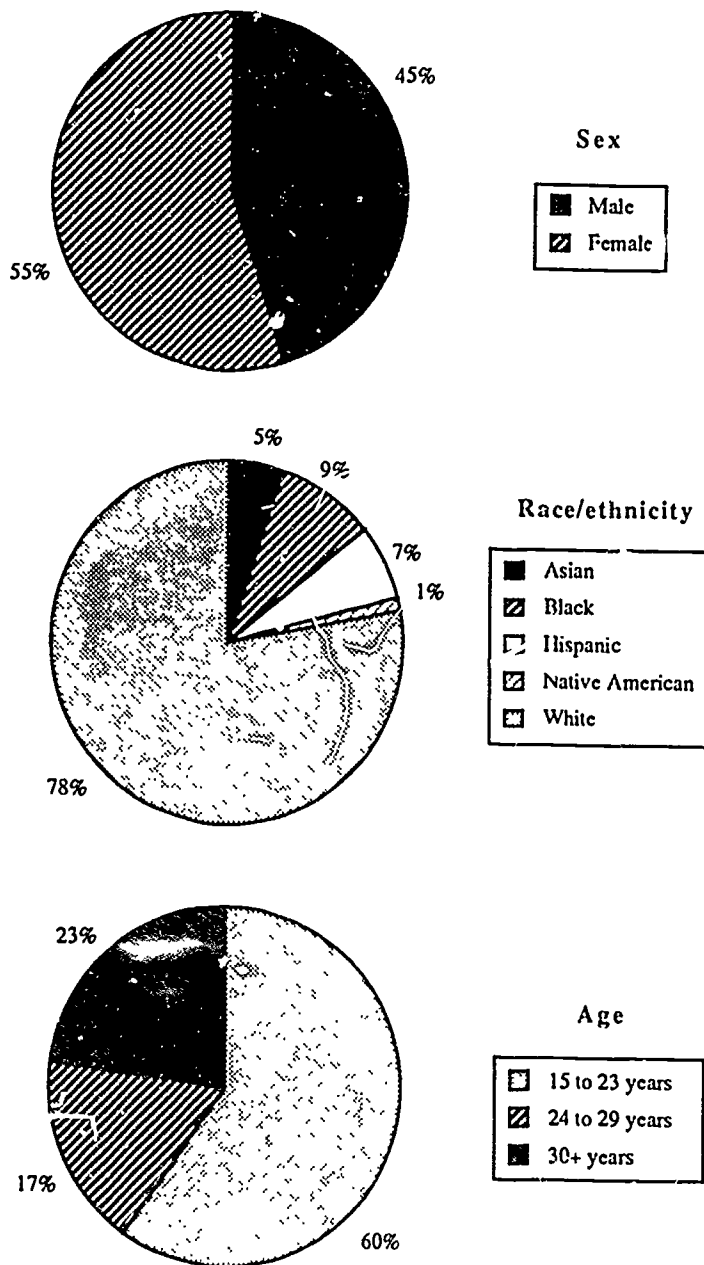 45%
Sex
Male
Female
55%
5%
9%
Race/ethnicity
7%
Asian
1%
Black
Hispanic
Native American
White
78%
23%
Age
15 to 23 years
24 to 29 years
30+ years
17%
60%